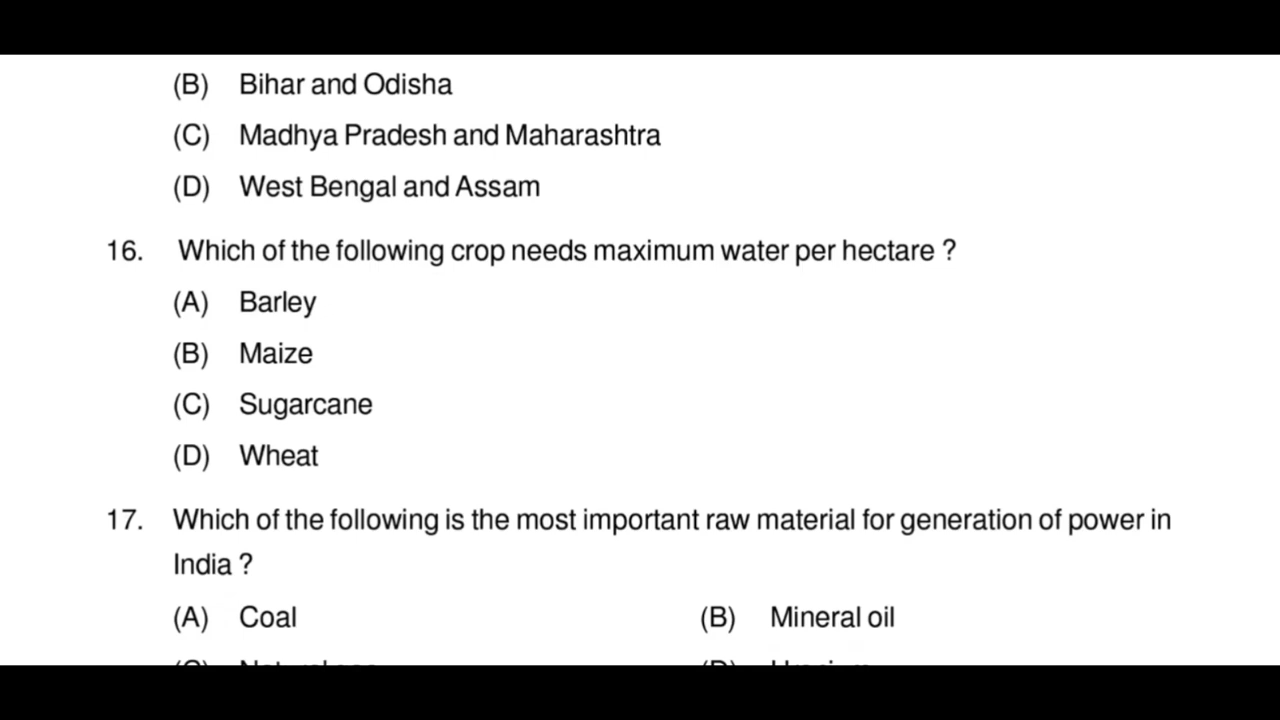 (B) Bihar and Odisha
(C) Madhya Pradesh and Maharashtra
(D) West Bengal and Assam
16. Which of the following crop needs maximum water per hectare ?
(A) Barley
(B) Maize
(C) Sugarcane
(D) Wheat
17. Which of the following is the most important raw material for generation of power in
India ?
(A) Coal (B) Mineral oil